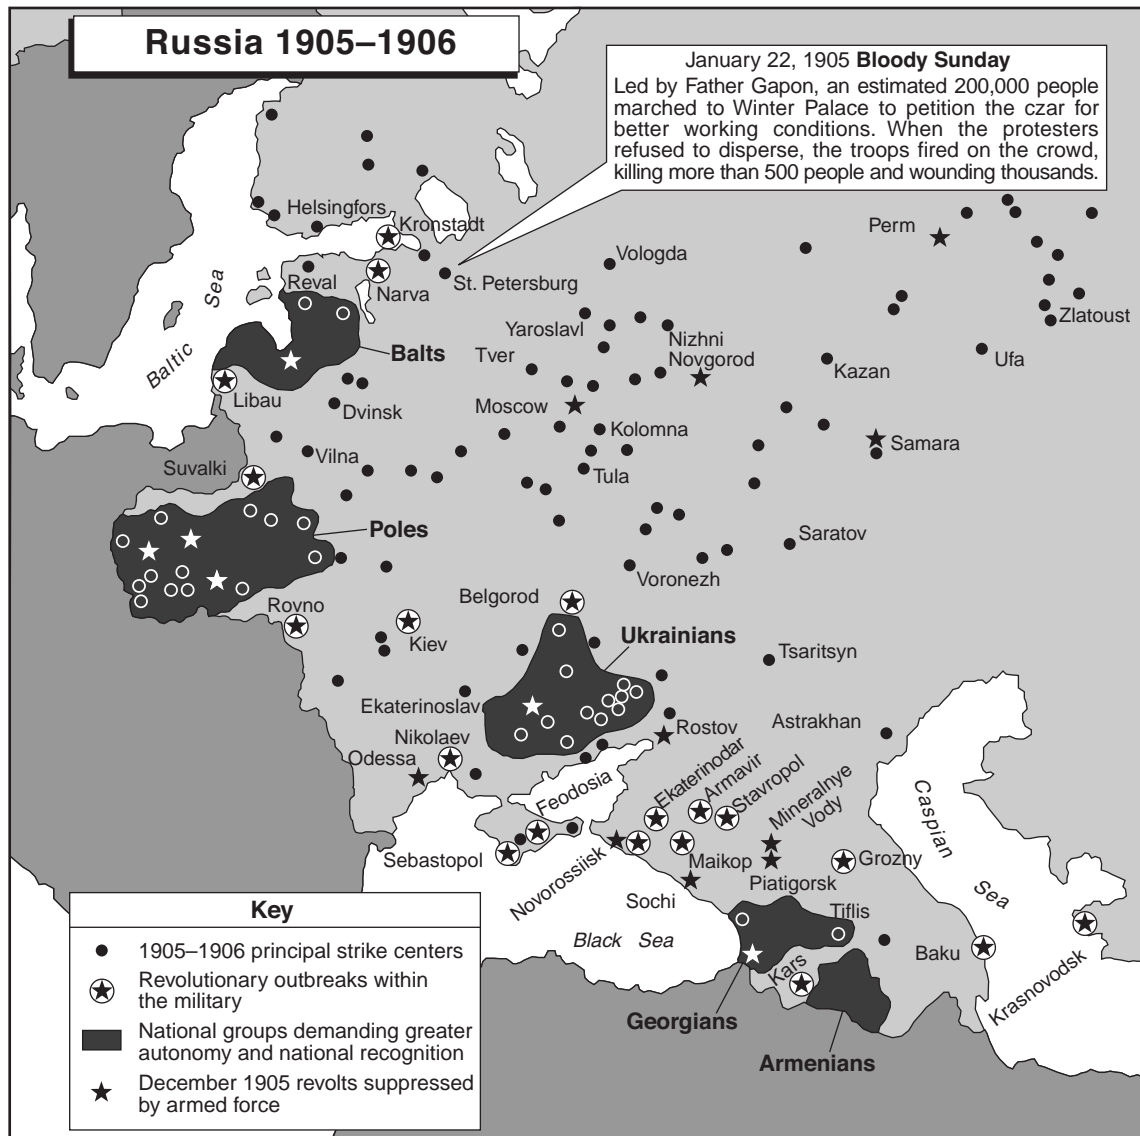 Russia 1905–1906
January 22, 1905 Bloody Sunday
Led by Father Gapon, an estimated 200,000 people
marched to Winter Palace to petition the czar for
better working conditions. When the protesters
refused to disperse, the troops fired on the crowd,
killing more than 500 people and wounding thousands.
Helsingfors
Kronstadt
Perm
Vologda
Reval
Narva
St. Petersburg
Baltic Sea
Zlatoust
Yaroslavl
Nizhni
Novgorod
Balts
Tver
Ufa
Kazan
Libau
Dvinsk
Moscow
Kolomna
Samara
Vilna
Suvalki
Tula
Poles
Saratov
Voronezh
Belgorod
Rovno
Kiev
Ukrainians
Tsaritsyn
Ekaterinoslav
Rostov
Astrakhan
Nikolaev
Odessa
Feodosia
Ekaterinodar
Armavir
Stavropol
Mineralnye
Vody
Caspian Sea
Sebastopol
Novorossiisk
Maikop
Grozny
Piatigorsk
Sochi
Tiflis
Black Sea
Baku
Kars
Krasnovodsk
Georgians
Armenians
Key
1905–1906 principal strike centers
Revolutionary outbreaks within
the military
National groups demanding greater
autonomy and national recognition
December 1905 revolts suppressed
by armed force